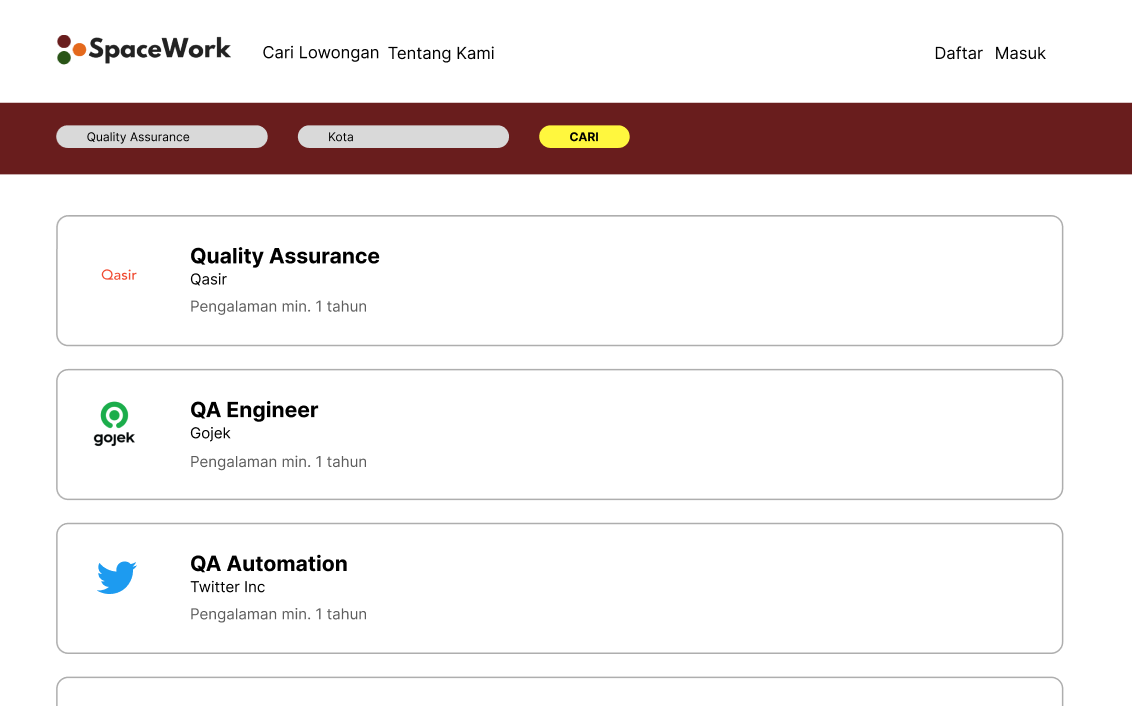 SpaceWork Cari Lowongan Tentang Kami Daftar Masuk
Quality Assurance Kota CARI
Qasir
Quality Assurance
Qasir
Pengalaman min. 1 tahun
gojek
QA Engineer
Gojek
Pengalaman min. 1 tahun
QA Automation
Twitter Inc
Pengalaman min. 1 tahun